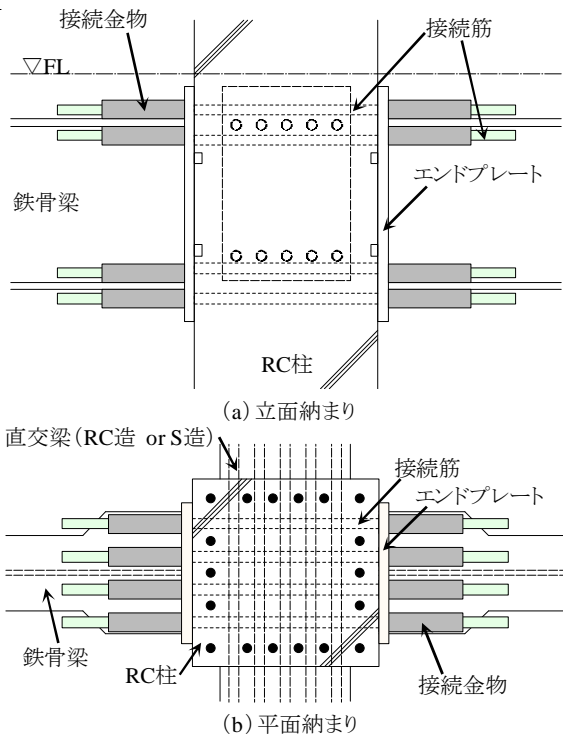 接続金物
接続筋
▽FL
エンドプレート
鉄骨梁
RC柱
(a) 立面納まり
直交梁(RC造 or S造)
接続筋
エンドプレート
鉄骨梁
RC柱
接続金物
(b) 平面納まり